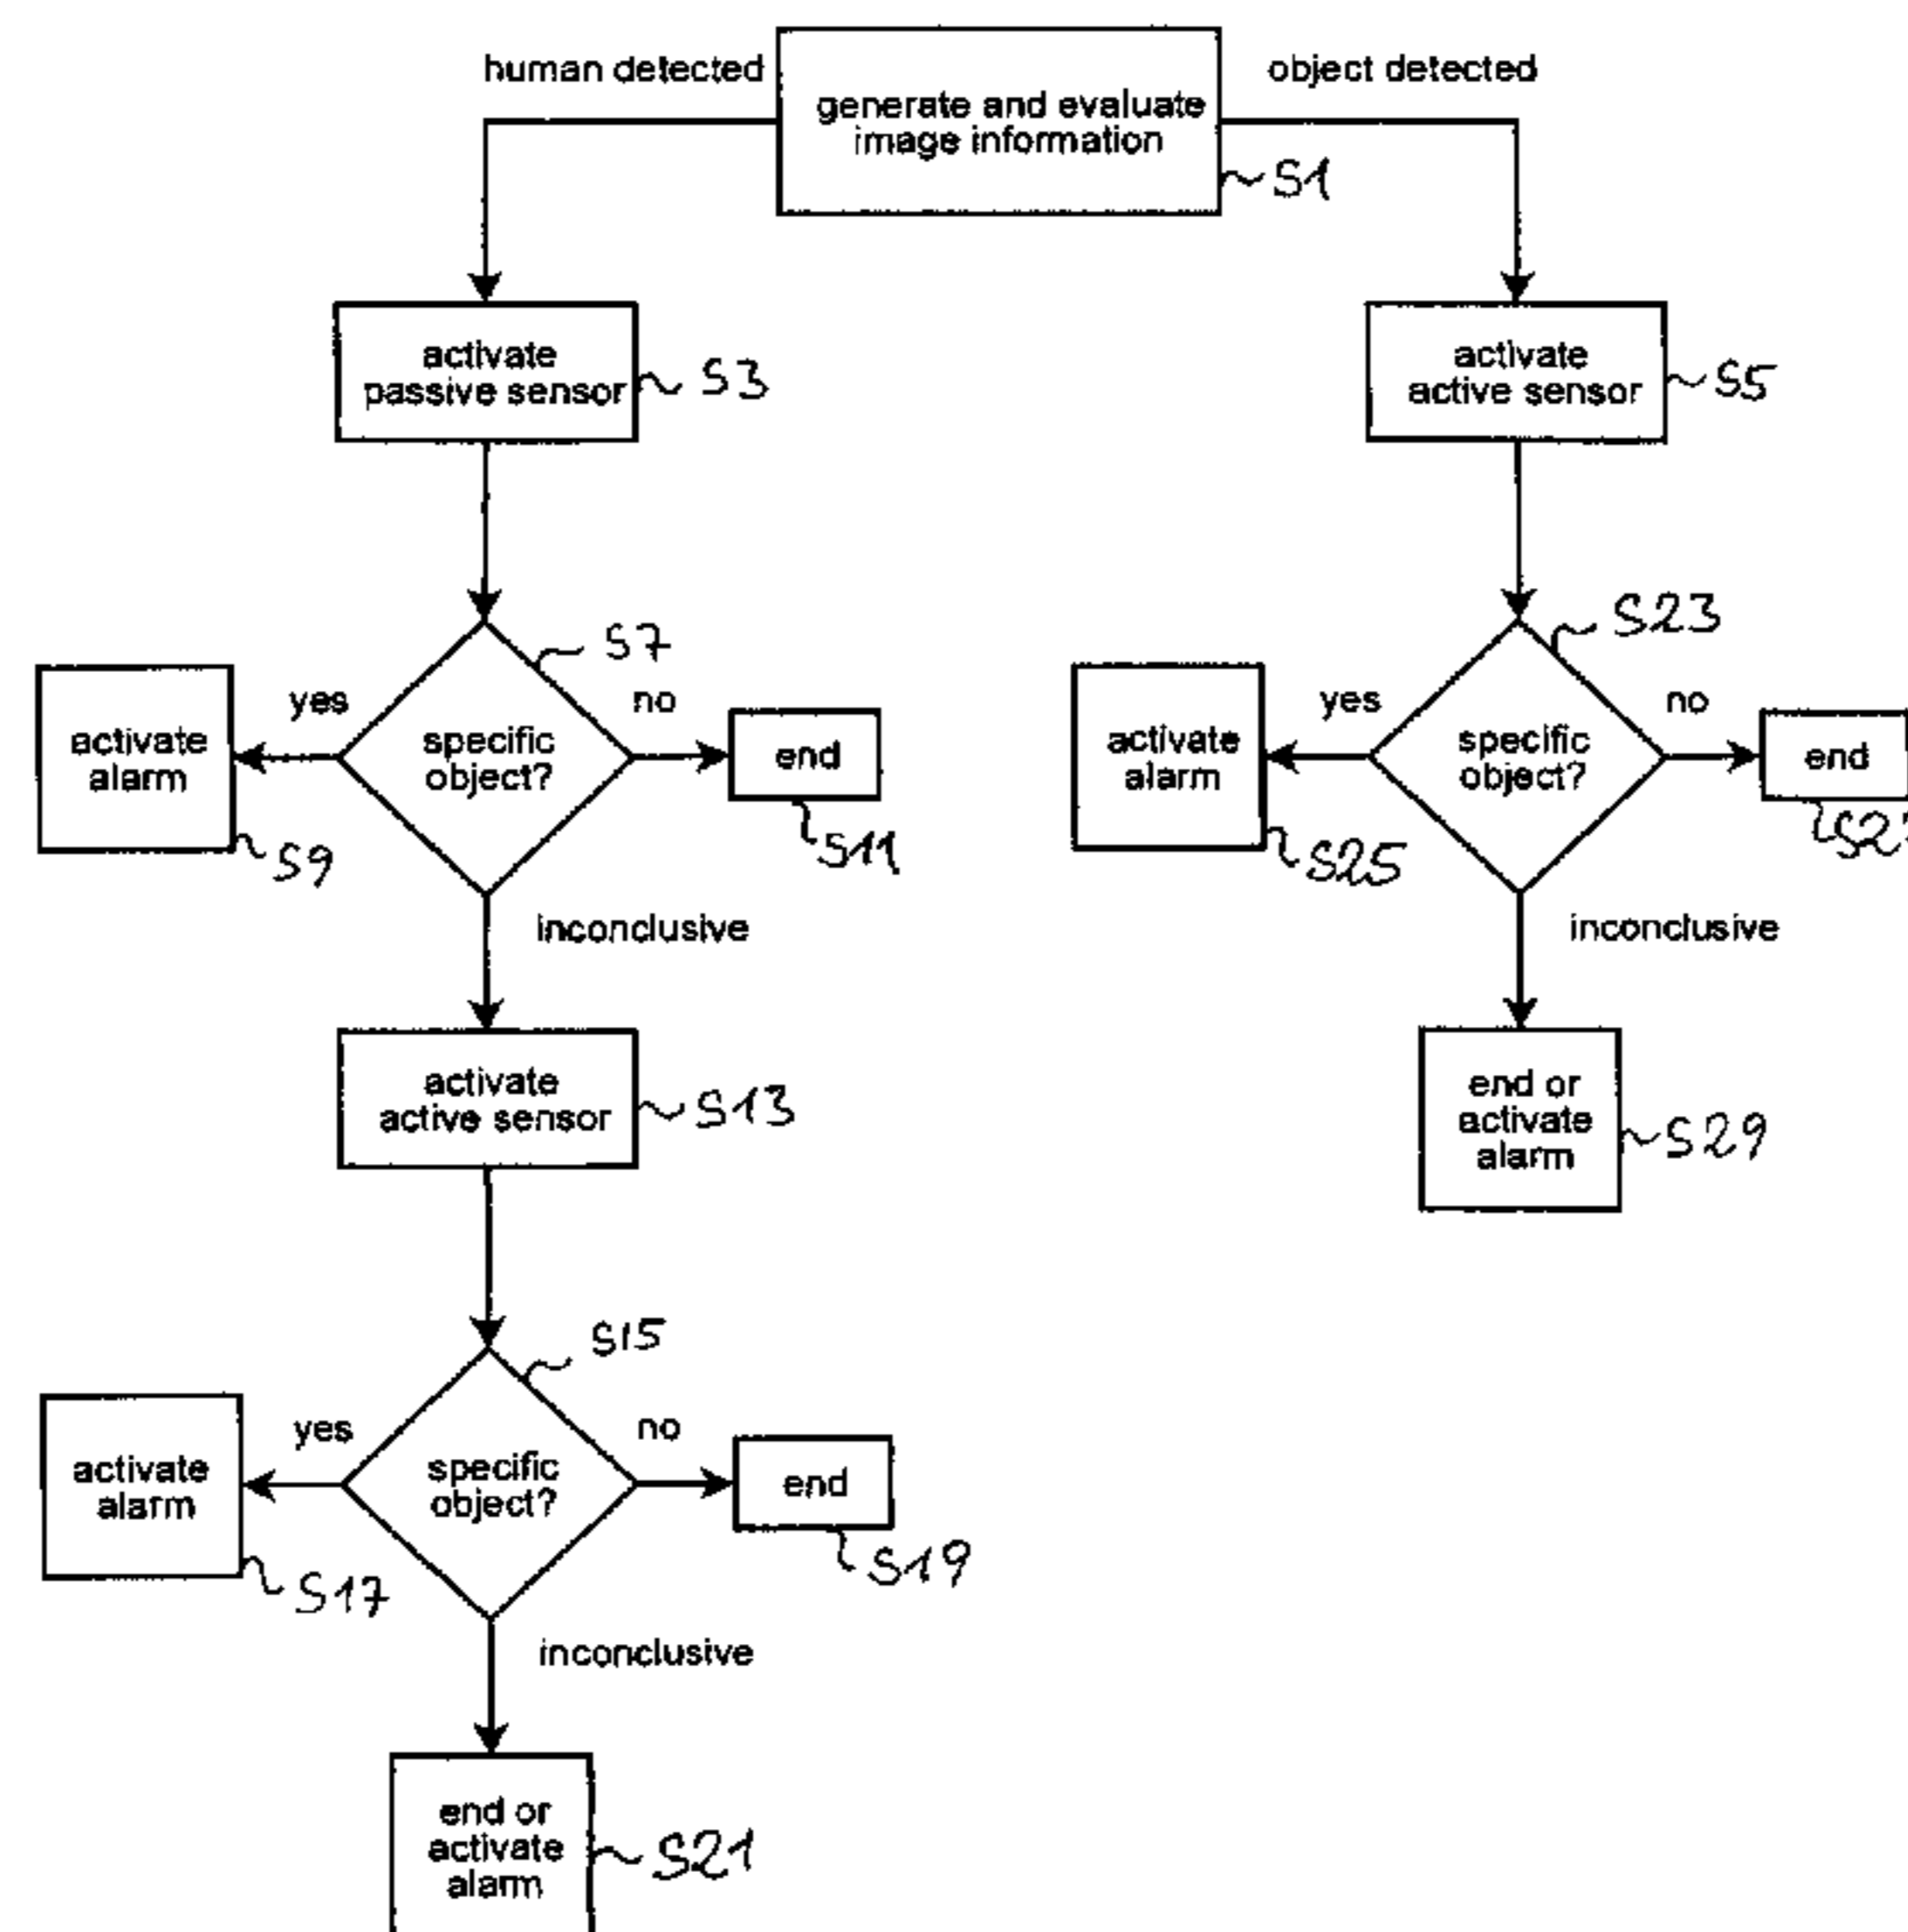 human detected
object detected
generate and evaluate
image information
S1
activate
passive sensor
S3
activate
active sensor
S5
S7
S23
yes
no
activate
alarm
specific
object?
end
S9
S11
yes
no
activate
alarm
specific
object?
end
S25
inconclusive
inconclusive
activate
active sensor
S13
end or
activate
alarm
S29
S15
yes
no
activate
alarm
specific
object?
end
S17
S19
inconclusive
end or
activate
alarm
S21